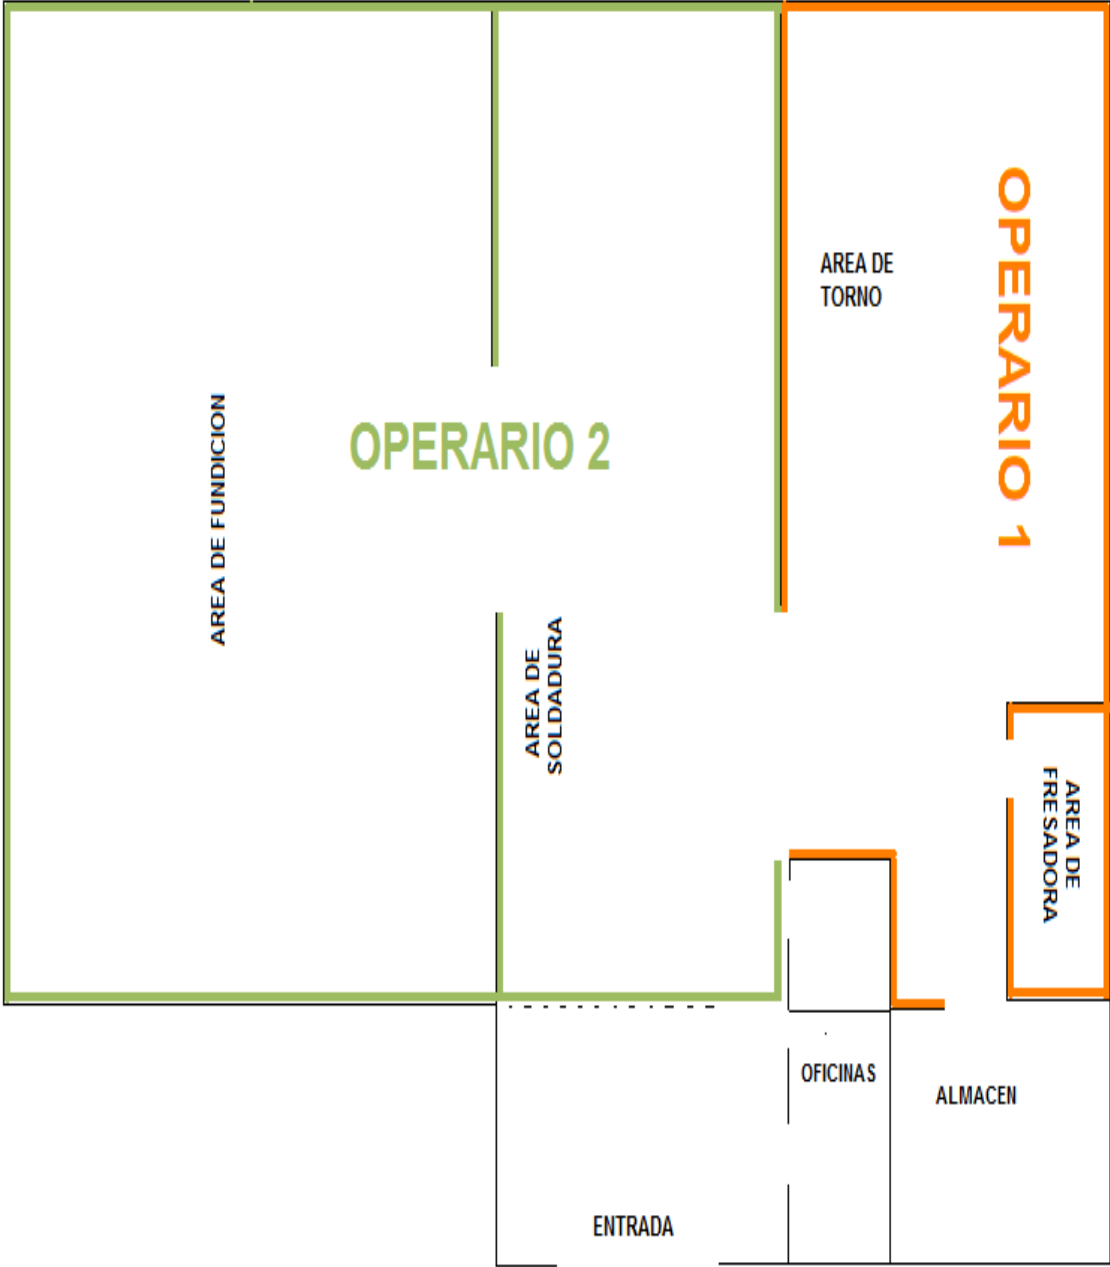 OPERARIO 1
AREA DE
TORNO
AREA DE FUNDICION
OPERARIO 2
AREA DE
SOLDADURA
AREA DE
FRESADORA
OFICINAS
ALMACEN
ENTRADA